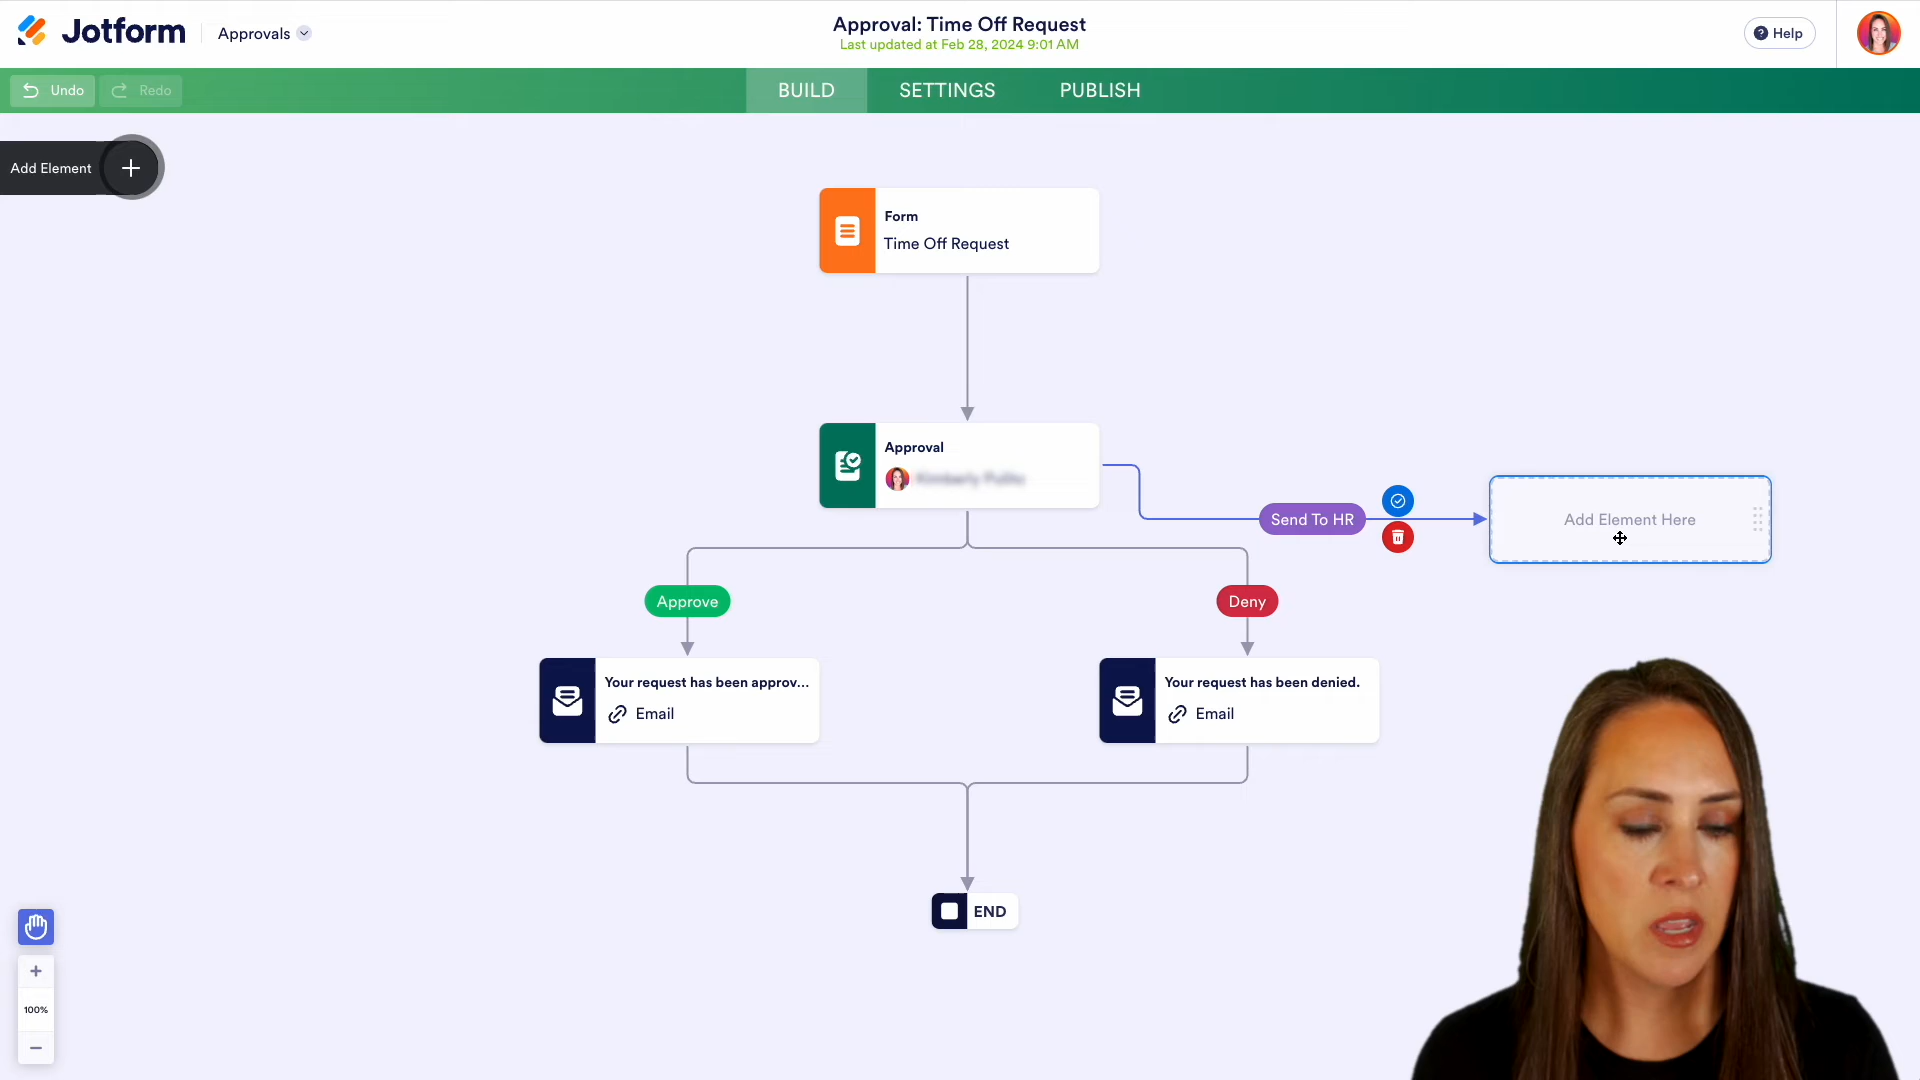 Jotform
Approvals
Approval: Time Off Request
Last updated at Feb 28, 2024 9:01 AM
Help
Undo
Redo
BUILD
SETTINGS
PUBLISH
Add Element
Form
Time Off Request
Approval
Send To HR
Add Element Here
Approve
Deny
Your request has been approv...
Email
Your request has been denied.
Email
END
100%